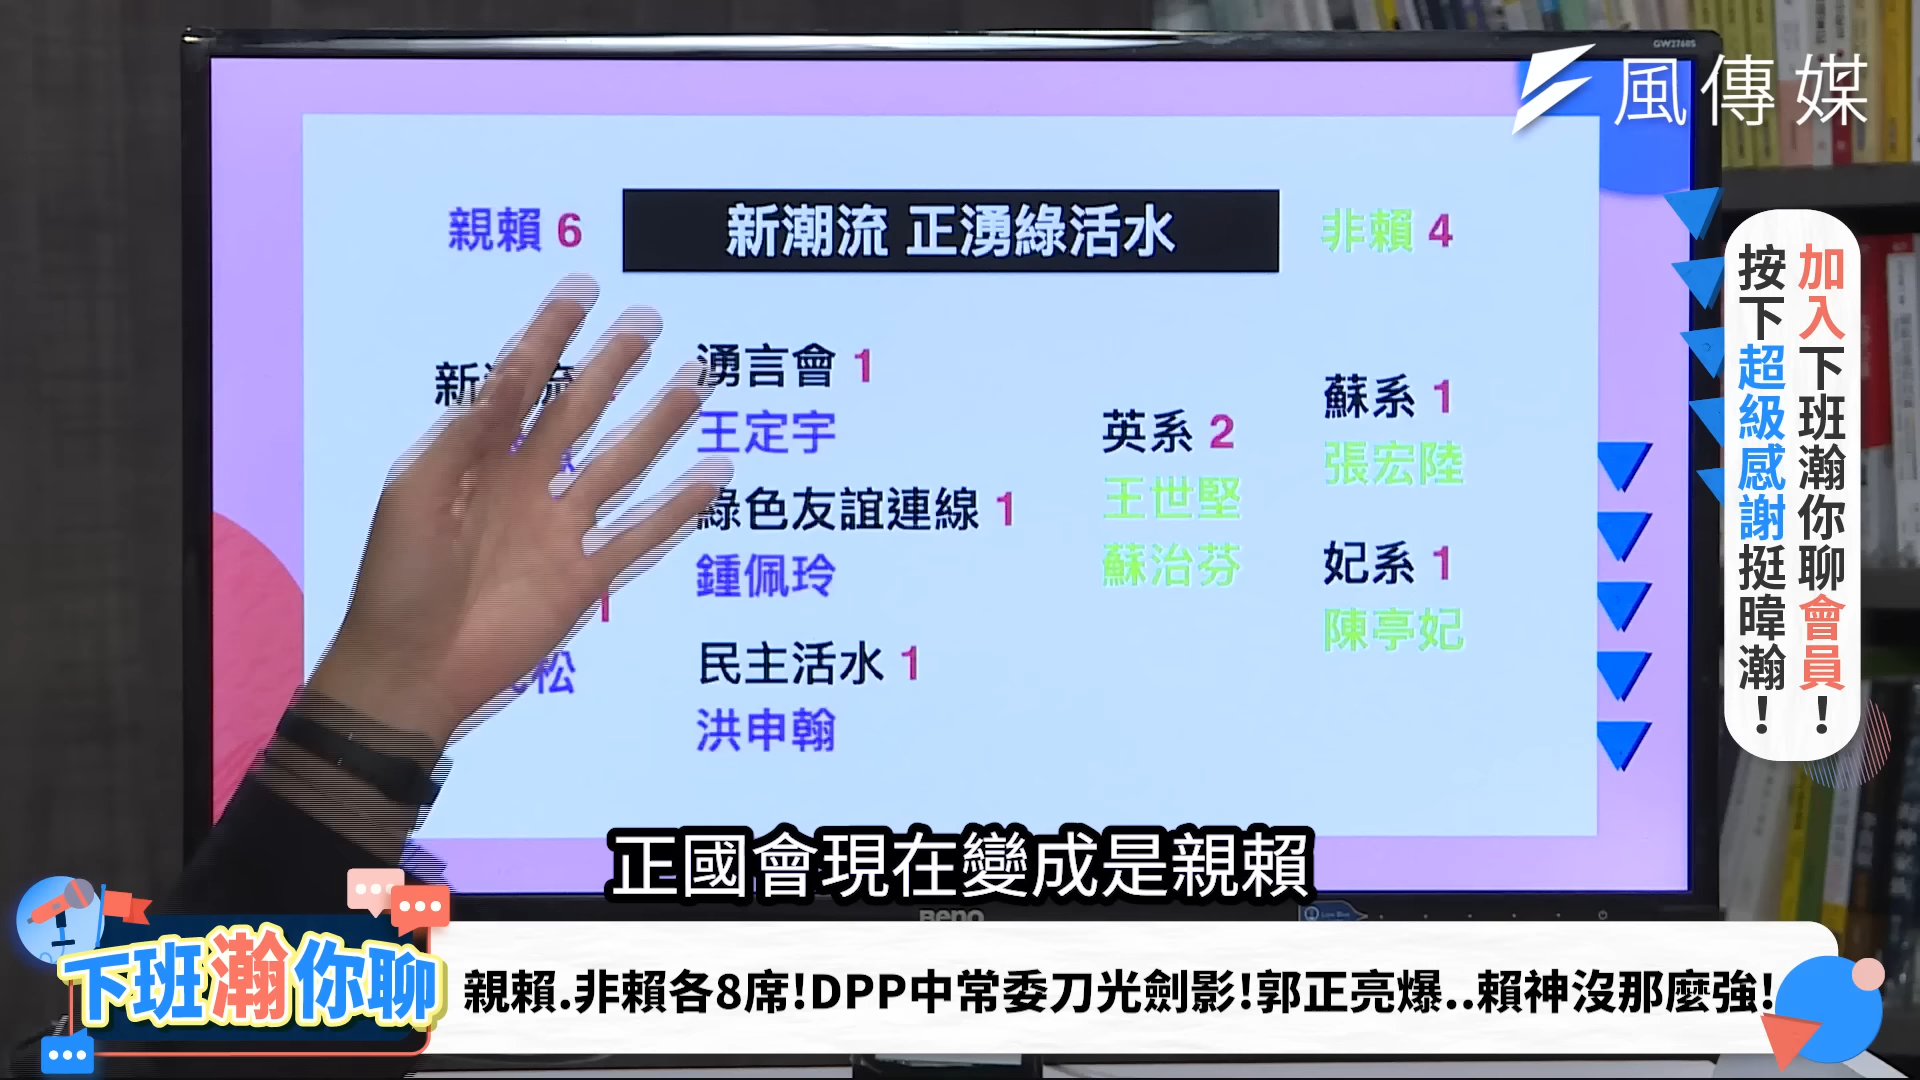 GW2760S
風傳媒
親賴 6
新潮流 正湧綠活水
非賴 4
湧言會 1
王定宇
綠色友誼連線 1
鍾佩玲
民主活水 1
洪申翰
英系 2
王世堅
蘇治芬
蘇系 1
張宏陸
妃系 1
陳亭妃
新
1
松
加入下班瀚你聊會員！
按下超級感謝挺暐瀚！
正國會現在變成是親賴
BenQ
下班瀚你聊
親賴.非賴各8席!DPP中常委刀光劍影!郭正亮爆..賴神沒那麼強!